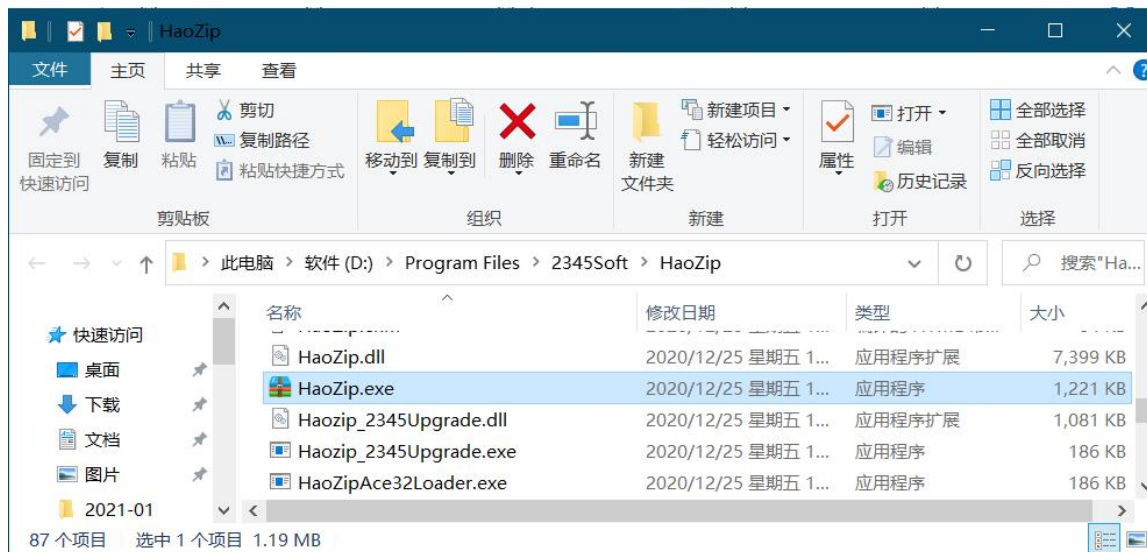 HaoZip
文件 主页 共享 查看
固定到快速访问 复制 粘贴 剪切 复制路径 粘贴快捷方式 移动到 复制到 删除 重命名 新建文件夹 新建项目 轻松访问 属性 打开 编辑 历史记录 全部选择 全部取消 反向选择
剪贴板 组织 新建 打开 选择
此电脑 > 软件 (D:) > Program Files > 2345Soft > HaoZip 搜索"Ha...
名称 修改日期 类型 大小
快速访问
HaoZip.dll 2020/12/25 星期五 1... 应用程序扩展 7,399 KB
桌面
HaoZip.exe 2020/12/25 星期五 1... 应用程序 1,221 KB
下载
Haozip_2345Upgrade.dll 2020/12/25 星期五 1... 应用程序扩展 1,081 KB
文档
Haozip_2345Upgrade.exe 2020/12/25 星期五 1... 应用程序 186 KB
图片
HaoZipAce32Loader.exe 2020/12/25 星期五 1... 应用程序 186 KB
2021-01
87 个项目 选中 1 个项目 1.19 MB